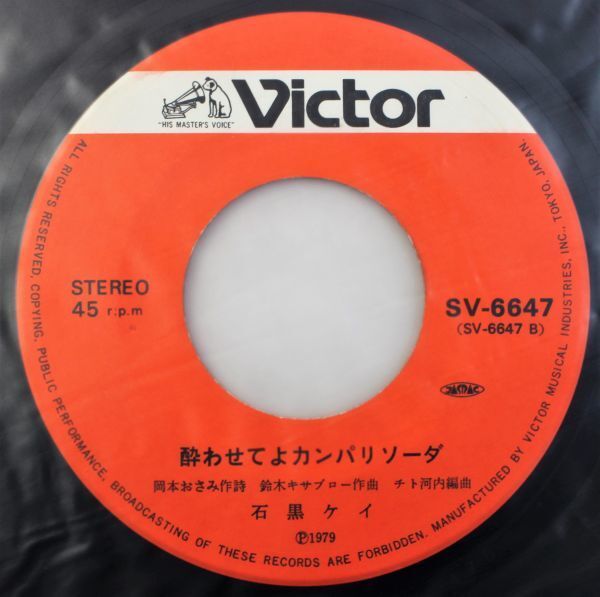 Victor
"HIS MASTER'S VOICE"
STEREO
45 r.p.m
SV-6647
(SV-6647 B)
JASRAC
酔わせてよカンパリソーダ
岡本おさみ作詩 鈴木キサブロー作曲 チト河内編曲
石黒ケイ
Ⓟ1979
ALL RIGHTS RESERVED. COPYING, PUBLIC PERFORMANCE, BROADCASTING OF THESE RECORDS ARE FORBIDDEN. MANUFACTURED BY VICTOR MUSICAL INDUSTRIES, INC., TOKYO, JAPAN.